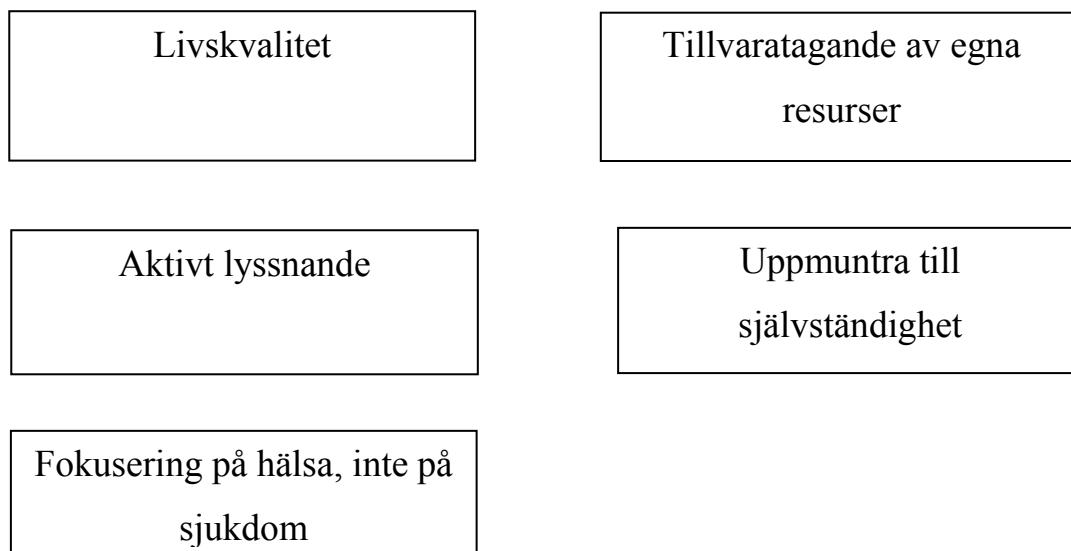 Livskvalitet
Tillvaratagande av egna
resurser
Aktivt lyssnande
Uppmuntra till
självständighet
Fokusering på hälsa, inte på
sjukdom